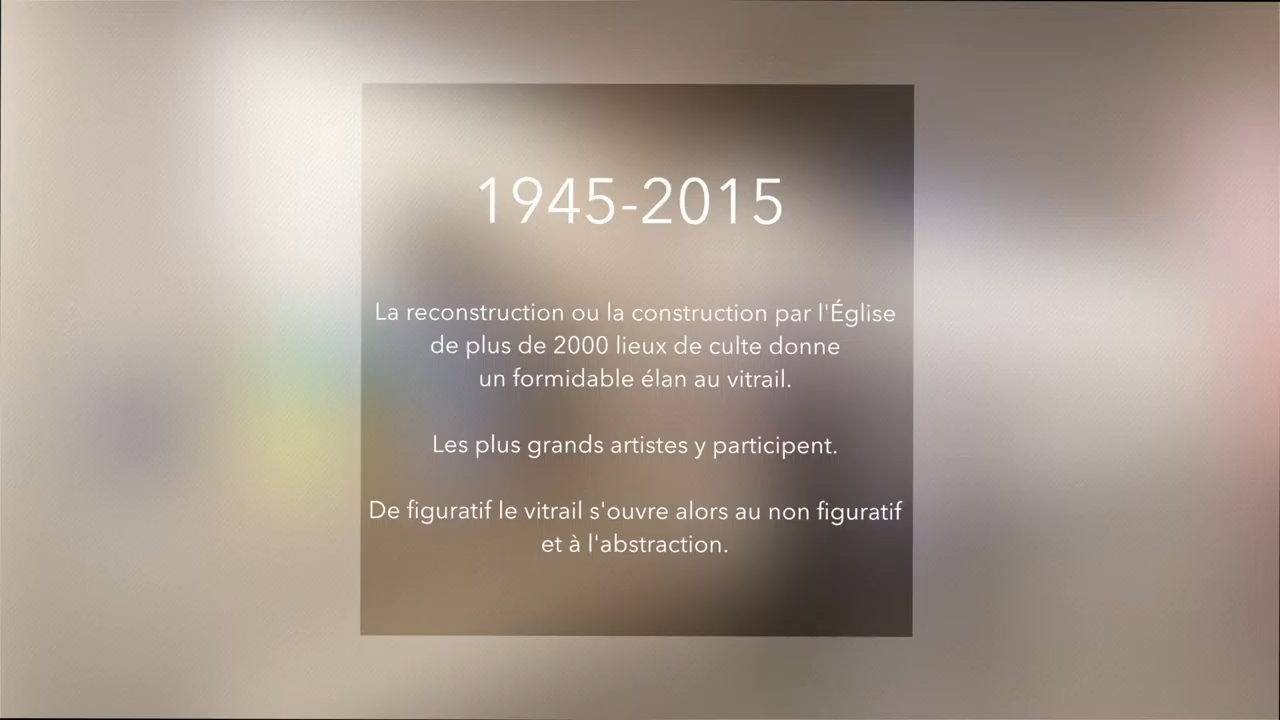 1945-2015
La reconstruction ou la construction par l'Église
de plus de 2000 lieux de culte donne
un formidable élan au vitrail.
Les plus grands artistes y participent.
De figuratif le vitrail s'ouvre alors au non figuratif
et à l'abstraction.